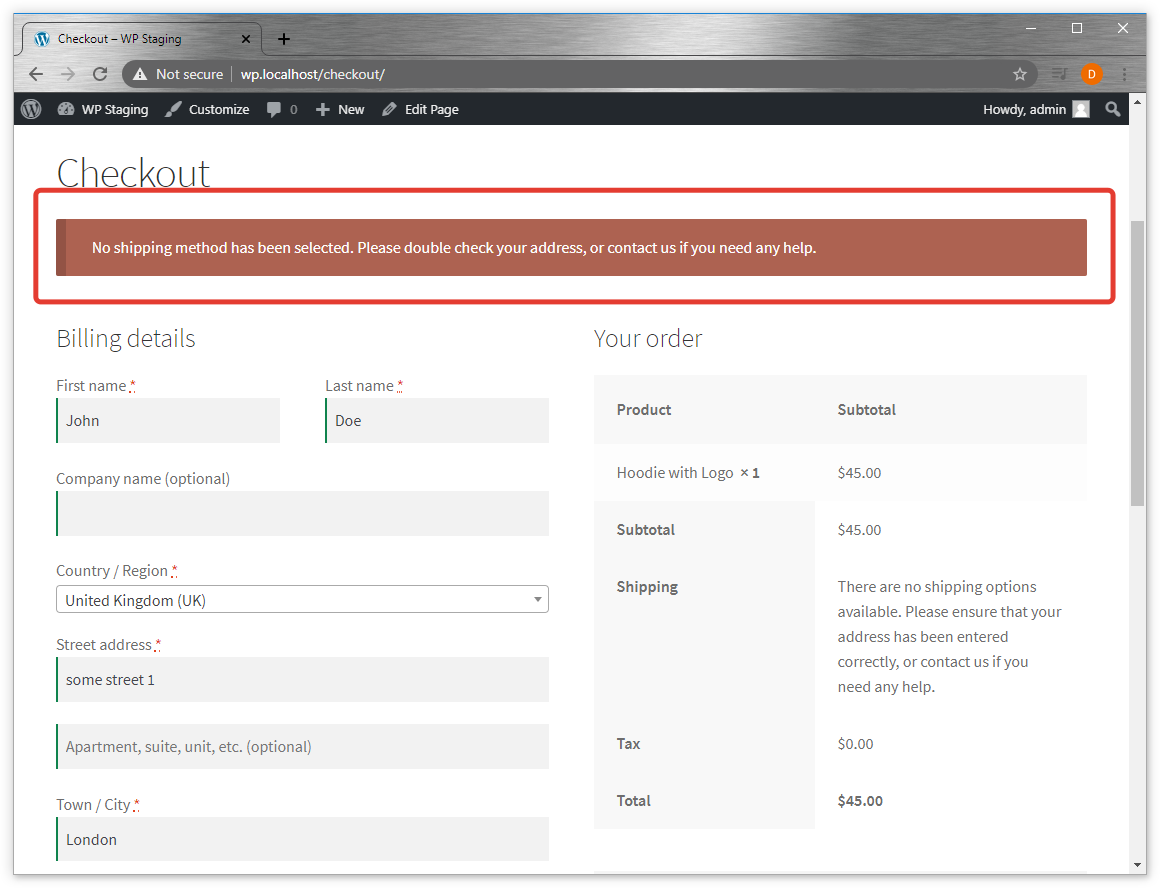 Checkout – WP Staging
Not secure
wp.localhost/checkout/
D
WP Staging
Customize
0
New
Edit Page
Howdy, admin
Checkout
No shipping method has been selected. Please double check your address, or contact us if you need any help.
Billing details
First name *
Last name *
John
Doe
Company name (optional)
Country / Region *
United Kingdom (UK)
Street address *
some street 1
Apartment, suite, unit, etc. (optional)
Town / City *
London
Your order
Product Subtotal
Hoodie with Logo × 1 $45.00
Subtotal $45.00
Shipping There are no shipping options
available. Please ensure that your
address has been entered
correctly, or contact us if you
need any help.
Tax $0.00
Total $45.00